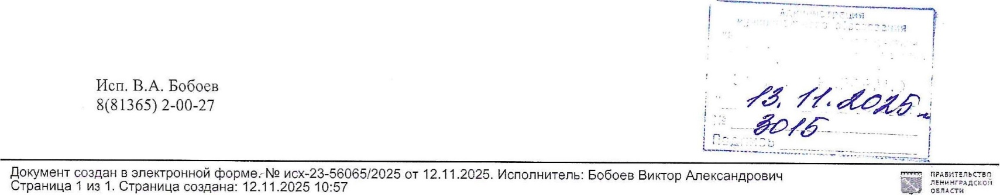 Администрация
муниципального образования
Исп. В.А. Бобоев
8(81365) 2-00-27
13.11.2025
№ 3015
Подпись
Документ создан в электронной форме. № исх-23-56065/2025 от 12.11.2025. Исполнитель: Бобоев Виктор Александрович
Страница 1 из 1. Страница создана: 12.11.2025 10:57
ПРАВИТЕЛЬСТВО
ЛЕНИНГРАДСКОЙ
ОБЛАСТИ